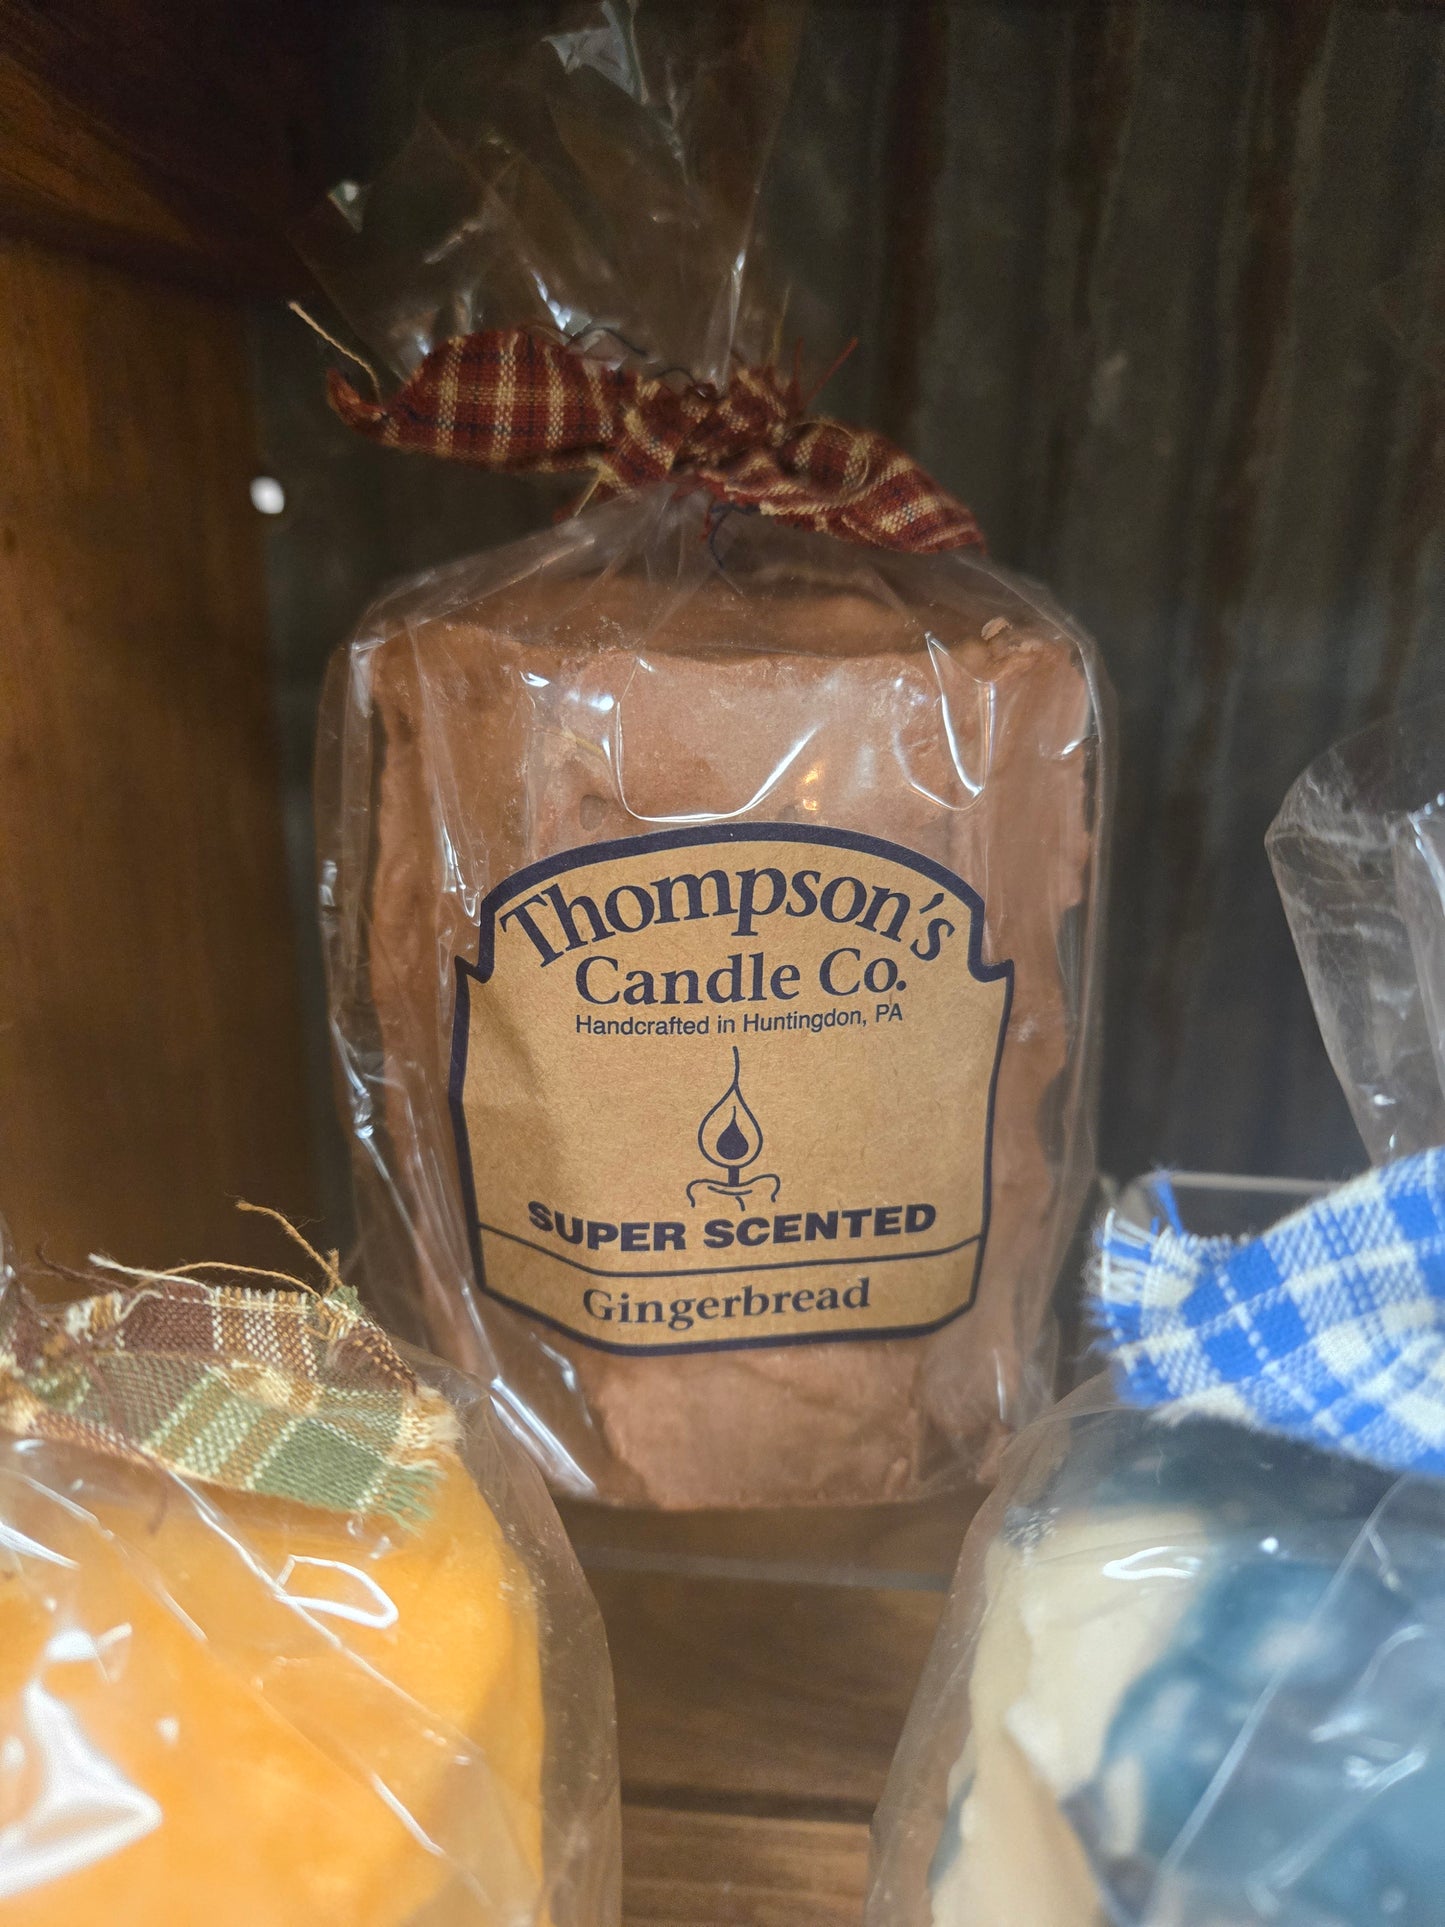 Thompson's
Candle Co.
Handcrafted in Huntingdon, PA
SUPER SCENTED
Gingerbread